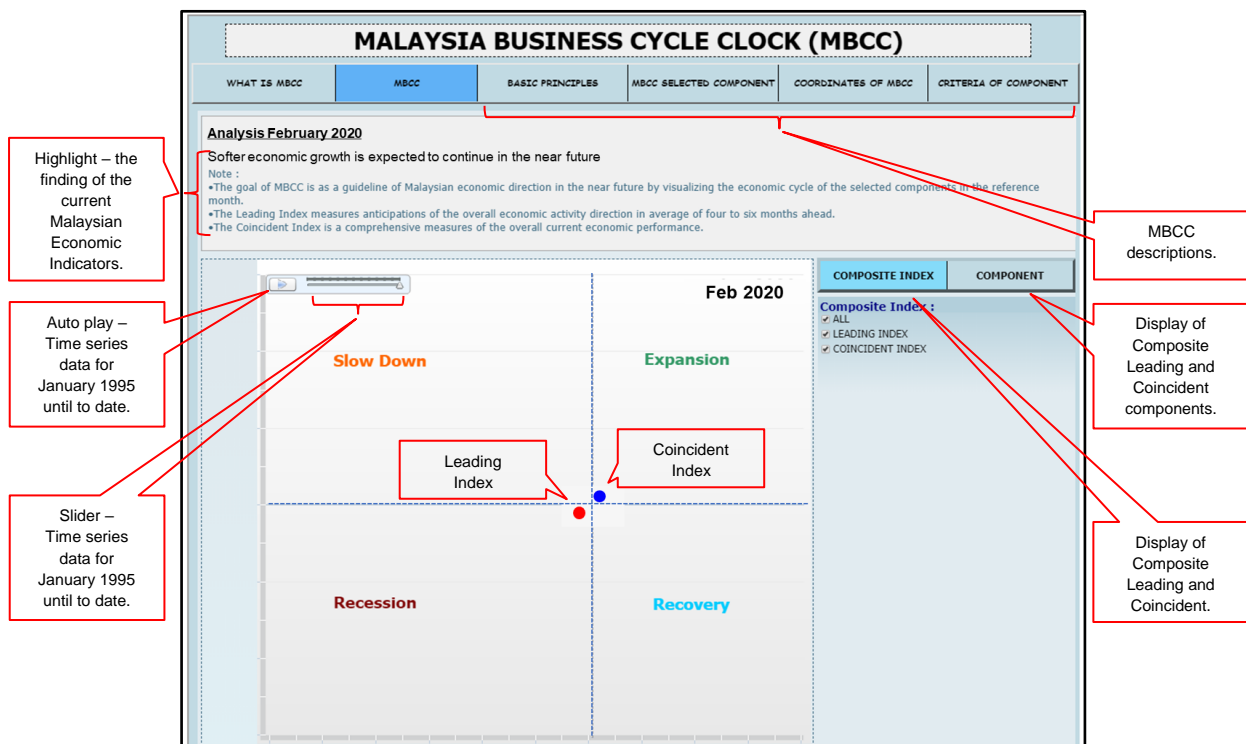 MALAYSIA BUSINESS CYCLE CLOCK (MBCC)
WHAT IS MBCC
MBCC
BASIC PRINCIPLES
MBCC SELECTED COMPONENT
COORDINATES OF MBCC
CRITERIA OF COMPONENT
Analysis February 2020
Softer economic growth is expected to continue in the near future
Note :
•The goal of MBCC is as a guideline of Malaysian economic direction in the near future by visualizing the economic cycle of the selected components in the reference
month.
•The Leading Index measures anticipations of the overall economic activity direction in average of four to six months ahead.
•The Coincident Index is a comprehensive measures of the overall current economic performance.
Highlight – the
finding of the
current
Malaysian
Economic
Indicators.
Auto play –
Time series
data for
January 1995
until to date.
Slider –
Time series
data for
January 1995
until to date.
Feb 2020
Slow Down
Expansion
Leading
Index
Coincident
Index
Recession
Recovery
COMPOSITE INDEX
COMPONENT
Composite Index :
ALL
LEADING INDEX
COINCIDENT INDEX
MBCC
descriptions.
Display of
Composite
Leading and
Coincident
components.
Display of
Composite
Leading and
Coincident.